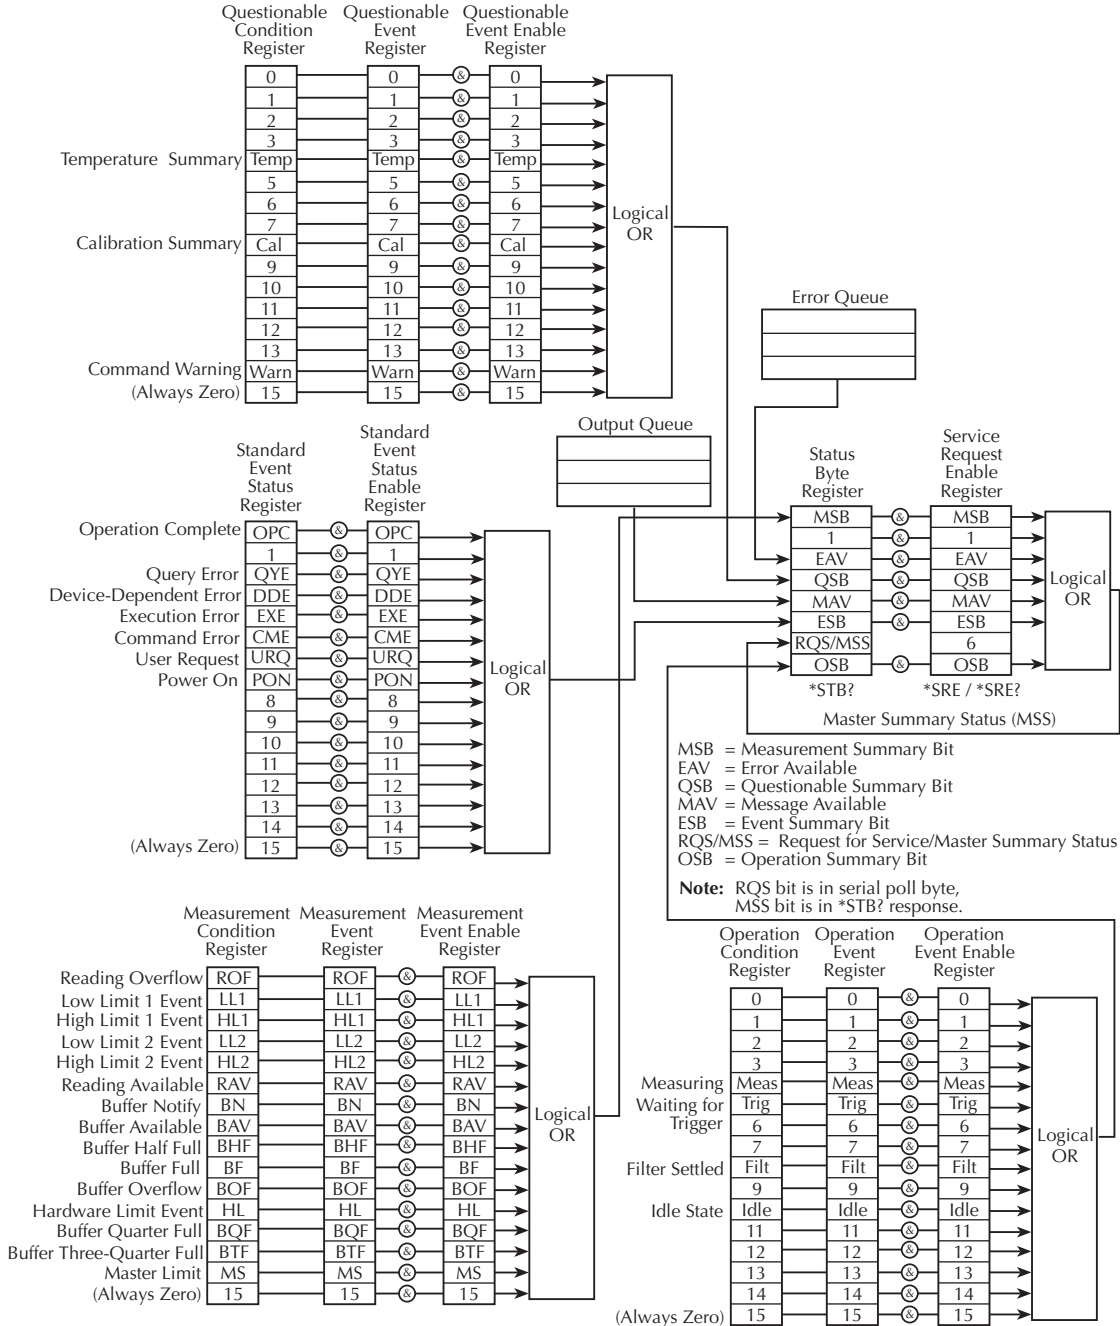 Questionable Condition Register
Questionable Event Register
Questionable Event Enable Register
0 0 & 0
1 1 & 1
2 2 & 2
3 3 & 3
Temperature Summary Temp Temp & Temp
5 5 & 5
6 6 & 6
7 7 & 7
Calibration Summary Cal Cal & Cal
9 9 & 9
10 10 & 10
11 11 & 11
12 12 & 12
13 13 & 13
Command Warning Warn Warn & Warn
(Always Zero) 15 15 & 15
Logical OR
Error Queue
Output Queue
Standard Event Status Register
Standard Event Status Enable Register
Operation Complete OPC & OPC
1 & 1
Query Error QYE & QYE
Device-Dependent Error DDE & DDE
Execution Error EXE & EXE
Command Error CME & CME
User Request URQ & URQ
Power On PON & PON
8 & 8
9 & 9
10 & 10
11 & 11
12 & 12
13 & 13
14 & 14
(Always Zero) 15 & 15
Logical OR
Status Byte Register
Service Request Enable Register
MSB & MSB
1 & 1
EAV & EAV
QSB & QSB
MAV & MAV
ESB & ESB
RQS/MSS 6
OSB & OSB
Logical OR
*STB? *SRE / *SRE?
Master Summary Status (MSS)
MSB = Measurement Summary Bit
EAV = Error Available
QSB = Questionable Summary Bit
MAV = Message Available
ESB = Event Summary Bit
RQS/MSS = Request for Service/Master Summary Status
OSB = Operation Summary Bit
Note: RQS bit is in serial poll byte,
MSS bit is in *STB? response.
Measurement Condition Register
Measurement Event Register
Measurement Event Enable Register
Reading Overflow ROF ROF & ROF
Low Limit 1 Event LL1 LL1 & LL1
High Limit 1 Event HL1 HL1 & HL1
Low Limit 2 Event LL2 LL2 & LL2
High Limit 2 Event HL2 HL2 & HL2
Reading Available RAV RAV & RAV
Buffer Notify BN BN & BN
Buffer Available BAV BAV & BAV
Buffer Half Full BHF BHF & BHF
Buffer Full BF BF & BF
Buffer Overflow BOF BOF & BOF
Hardware Limit Event HL HL & HL
Buffer Quarter Full BQF BQF & BQF
Buffer Three-Quarter Full BTF BTF & BTF
Master Limit MS MS & MS
(Always Zero) 15 15 & 15
Logical OR
Operation Condition Register
Operation Event Register
Operation Event Enable Register
0 0 & 0
1 1 & 1
2 2 & 2
3 3 & 3
Measuring Meas Meas & Meas
Waiting for Trigger Trig Trig & Trig
6 6 & 6
7 7 & 7
Filter Settled Filt Filt & Filt
9 9 & 9
Idle State Idle Idle & Idle
11 11 & 11
12 12 & 12
13 13 & 13
14 14 & 14
(Always Zero) 15 15 & 15
Logical OR